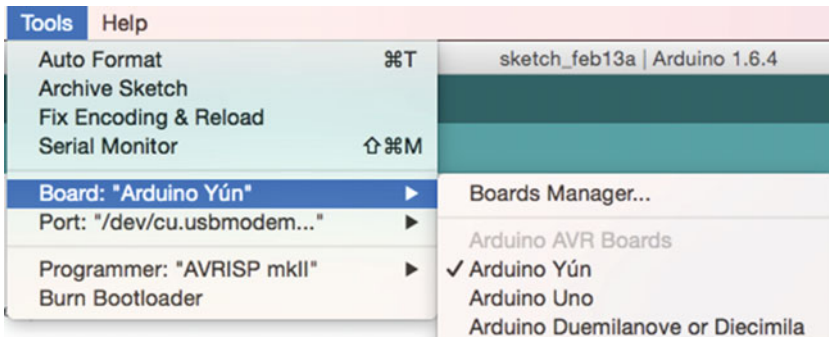 Tools Help
sketch_feb13a | Arduino 1.6.4
Auto Format ⌘T
Archive Sketch
Fix Encoding & Reload
Serial Monitor ⇧⌘M
Board: "Arduino Yún" ▶
Port: "/dev/cu.usbmodem..." ▶
Programmer: "AVRISP mkII" ▶
Burn Bootloader
Boards Manager...
Arduino AVR Boards
✓ Arduino Yún
Arduino Uno
Arduino Duemilanove or Diecimila